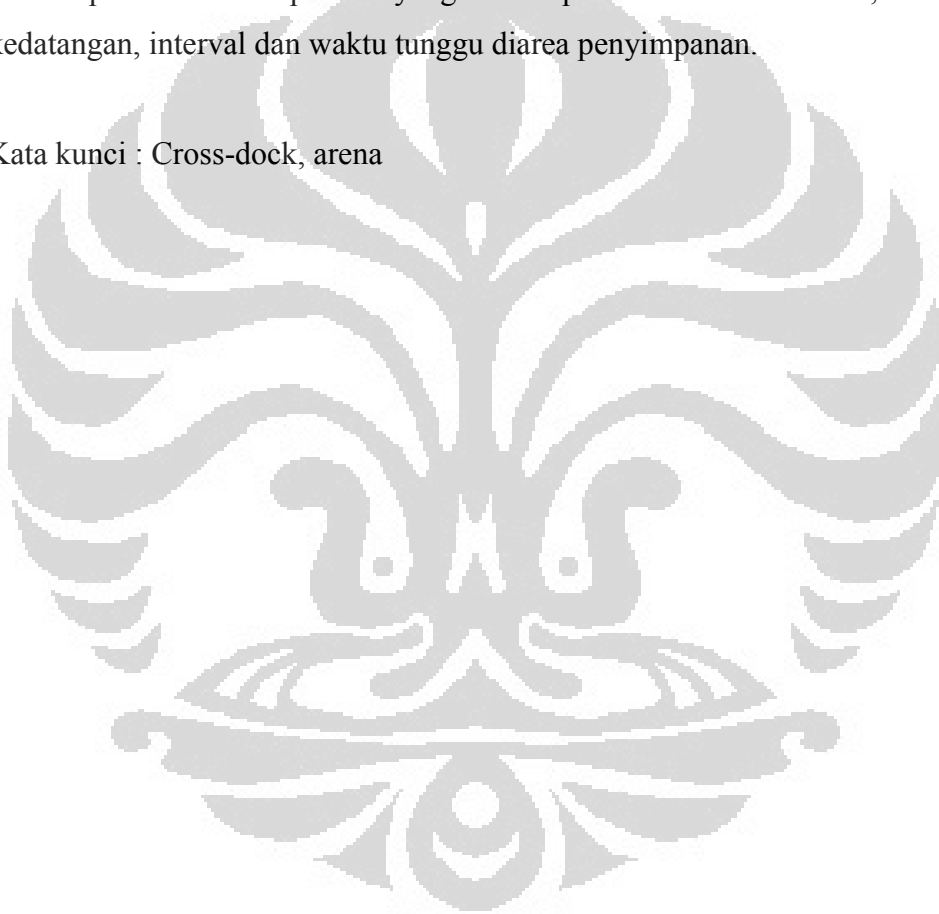 kedatangan, interval dan waktu tunggu diarea penyimpanan.
Kata kunci : Cross-dock, arena